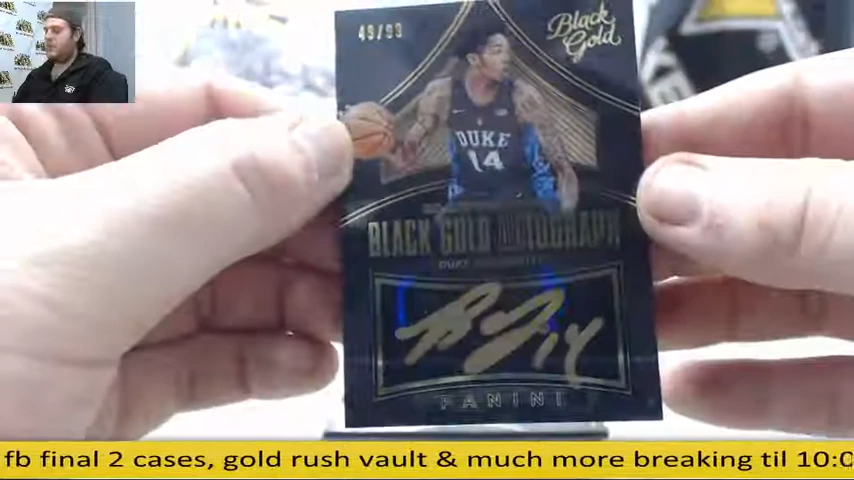 49/99
Black
Gold
DUKE
14
BLACK GOLD AUTOGRAPH
DUKE
PANINI
fb final 2 cases, gold rush vault & much more breaking til 10:0